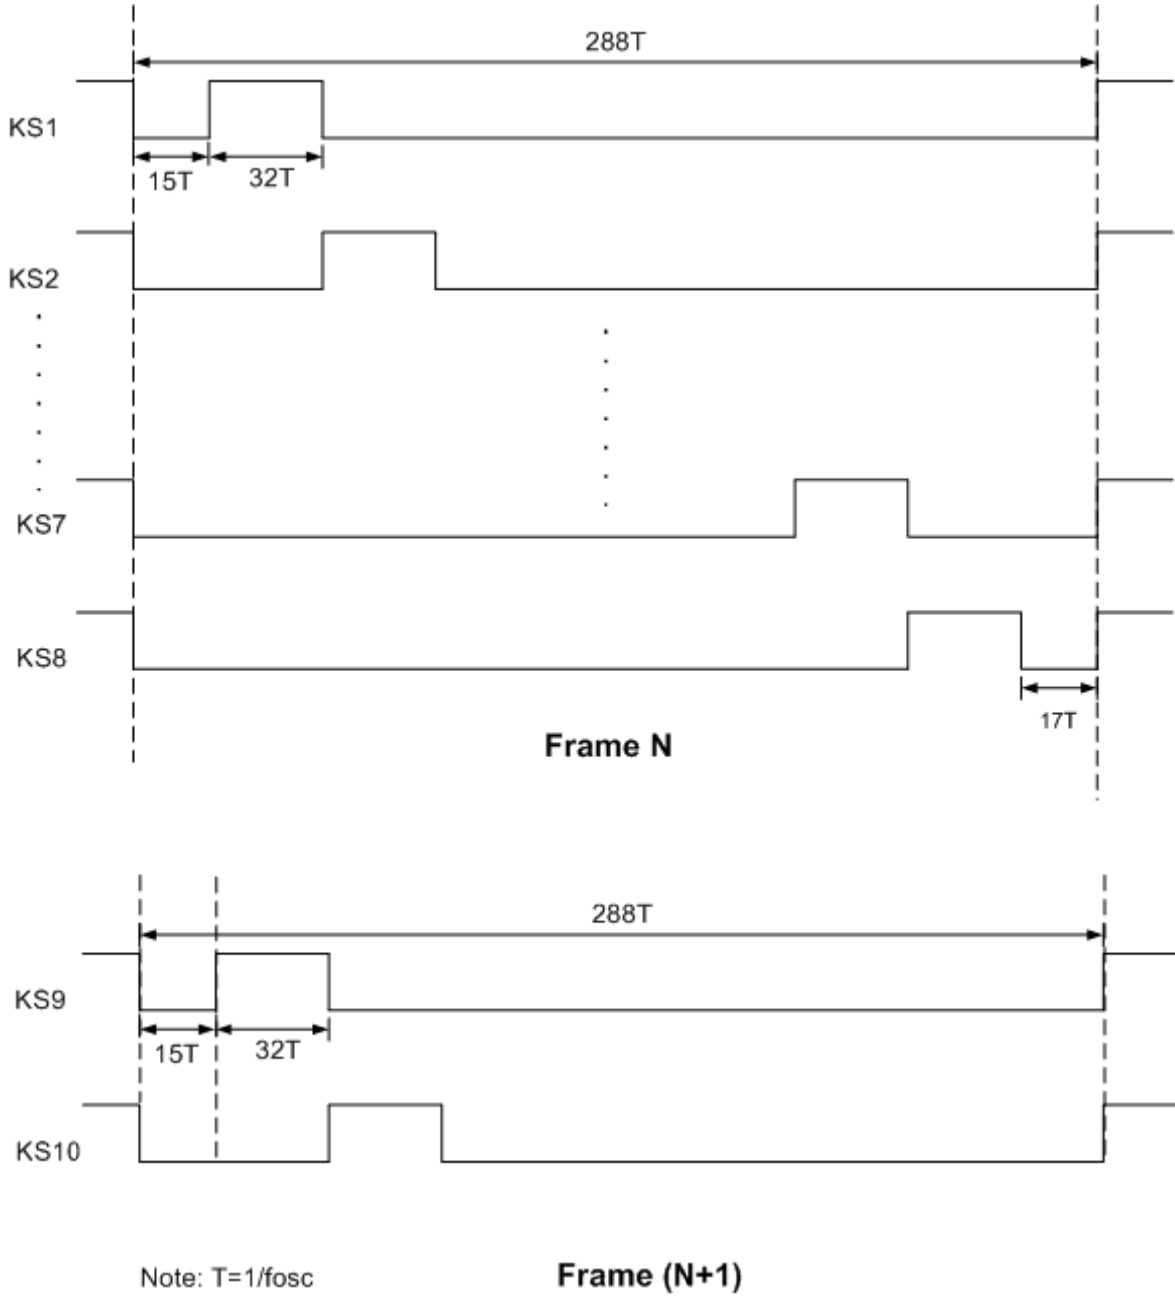 288T
KS1
15T
32T
KS2
KS7
KS8
17T
Frame N
288T
KS9
15T
32T
KS10
Note: T=1/fosc
Frame (N+1)